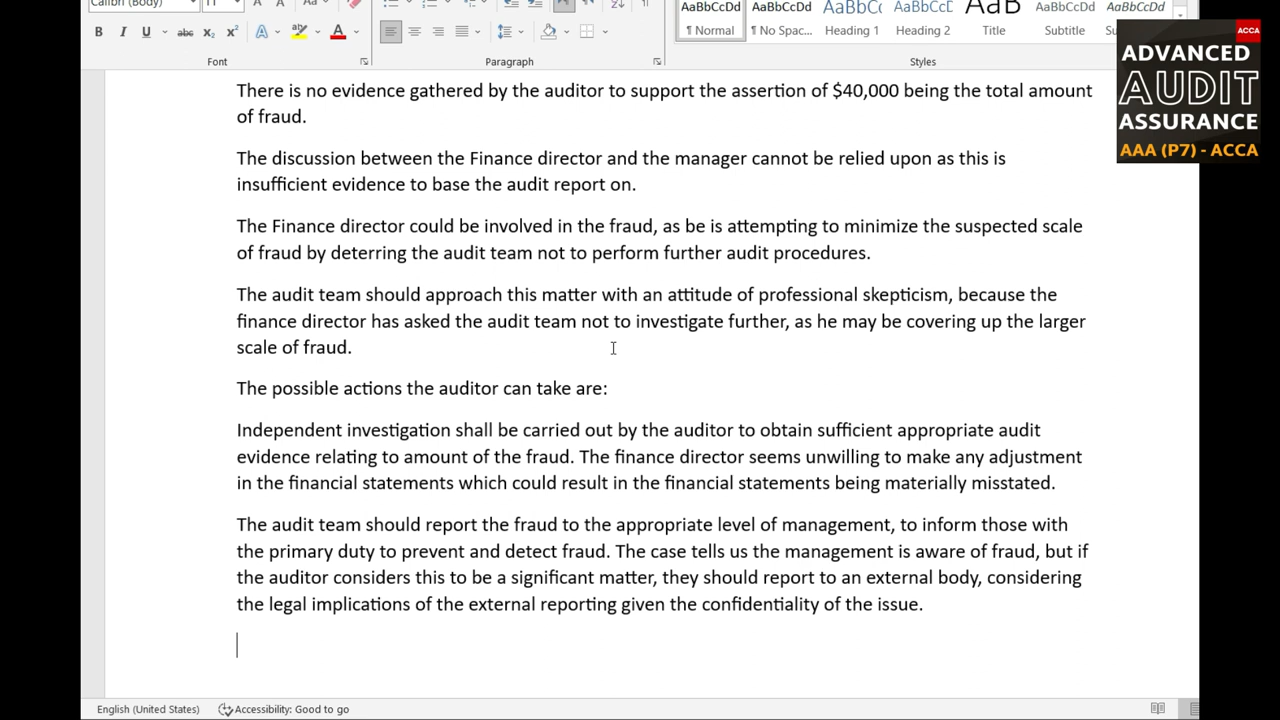 Calibri (Body)
11
Aa
AaBbCcDd
AaBbCcDd
AaBbCc
AaBbCcC
AaB
AaBbCcDd
AaBbCcDd
B I U abc x₂ x² A A
¶ Normal
¶ No Spac...
Heading 1
Heading 2
Title
Subtitle
Font
Paragraph
Styles
ACCA
ADVANCED
AUDIT
ASSURANCE
AAA (P7) - ACCA
There is no evidence gathered by the auditor to support the assertion of $40,000 being the total amount
of fraud.
The discussion between the Finance director and the manager cannot be relied upon as this is
insufficient evidence to base the audit report on.
The Finance director could be involved in the fraud, as be is attempting to minimize the suspected scale
of fraud by deterring the audit team not to perform further audit procedures.
The audit team should approach this matter with an attitude of professional skepticism, because the
finance director has asked the audit team not to investigate further, as he may be covering up the larger
scale of fraud.
The possible actions the auditor can take are:
Independent investigation shall be carried out by the auditor to obtain sufficient appropriate audit
evidence relating to amount of the fraud. The finance director seems unwilling to make any adjustment
in the financial statements which could result in the financial statements being materially misstated.
The audit team should report the fraud to the appropriate level of management, to inform those with
the primary duty to prevent and detect fraud. The case tells us the management is aware of fraud, but if
the auditor considers this to be a significant matter, they should report to an external body, considering
the legal implications of the external reporting given the confidentiality of the issue.
English (United States)
Accessibility: Good to go